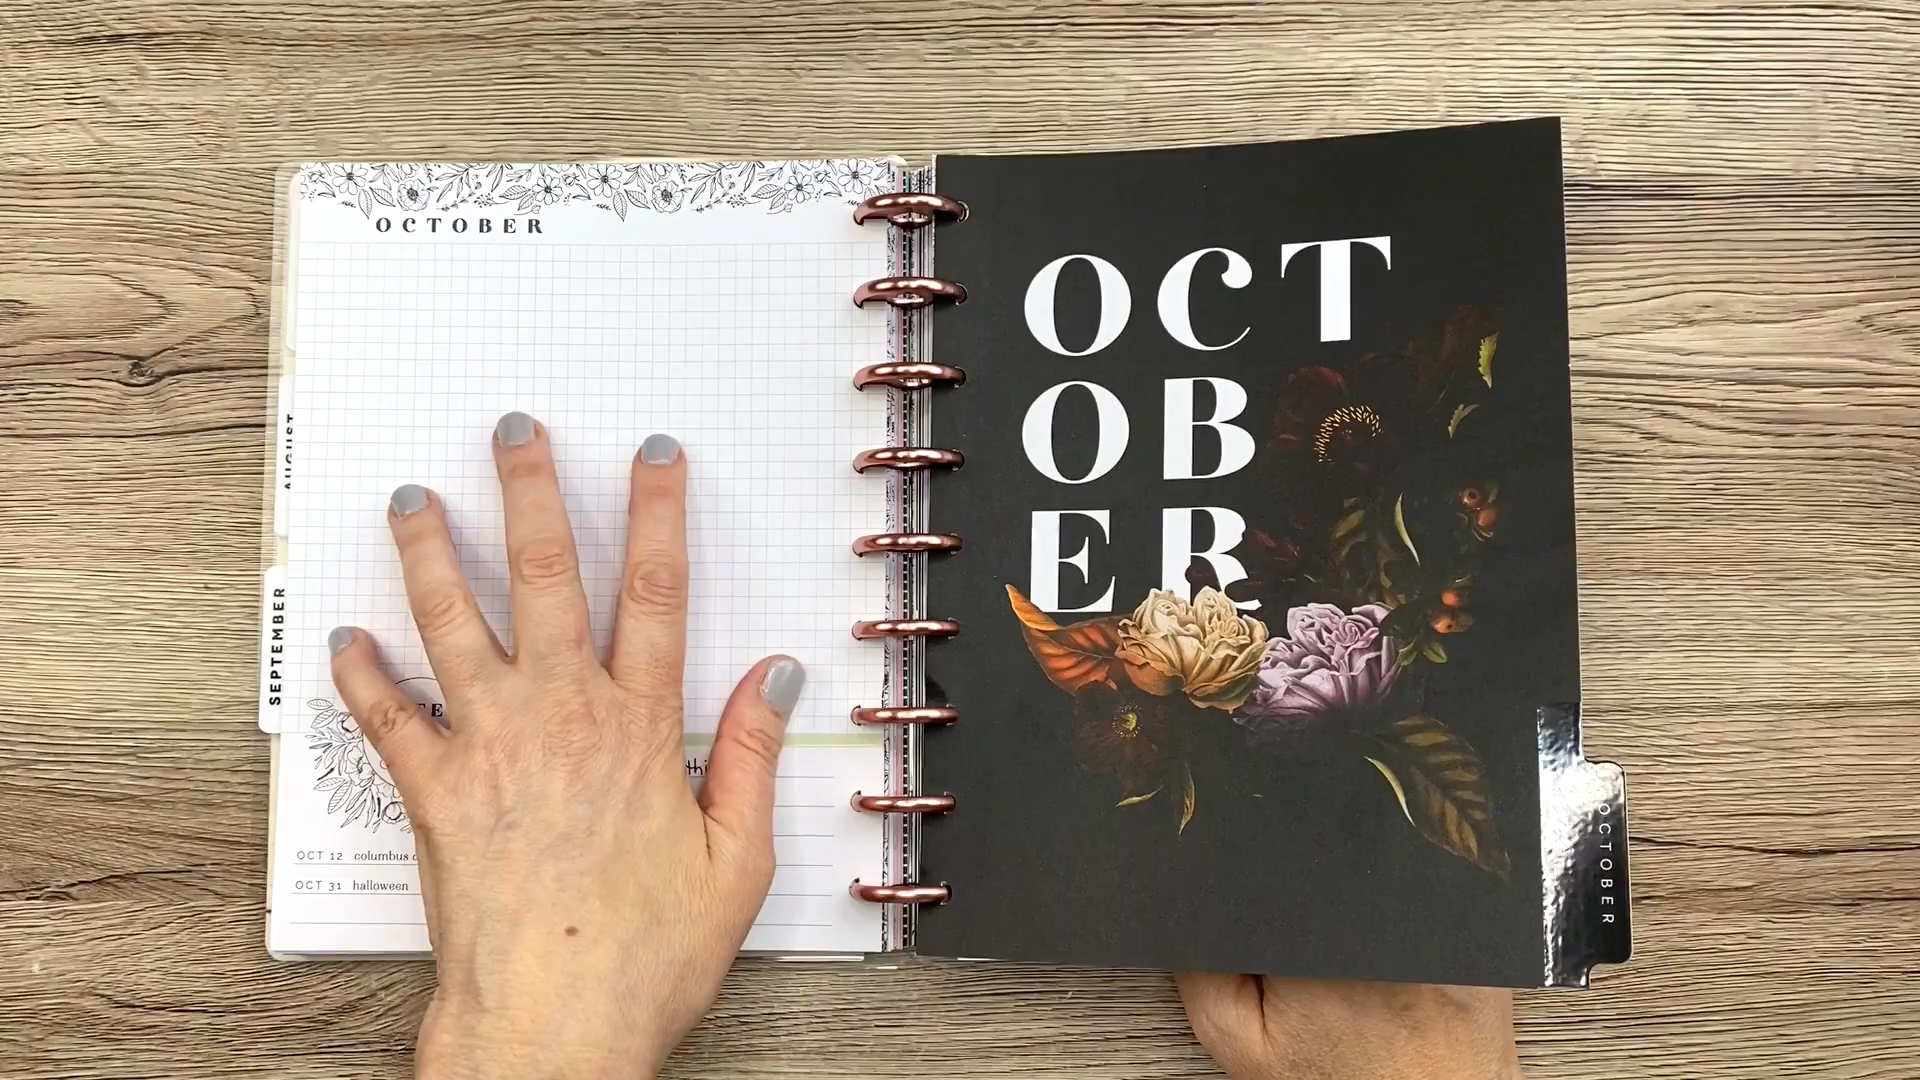 OCTOBER
AUGUST
SEPTEMBER
OCT 12 columbus
OCT 31 halloween
OCT
OB
ER
OCTOBER